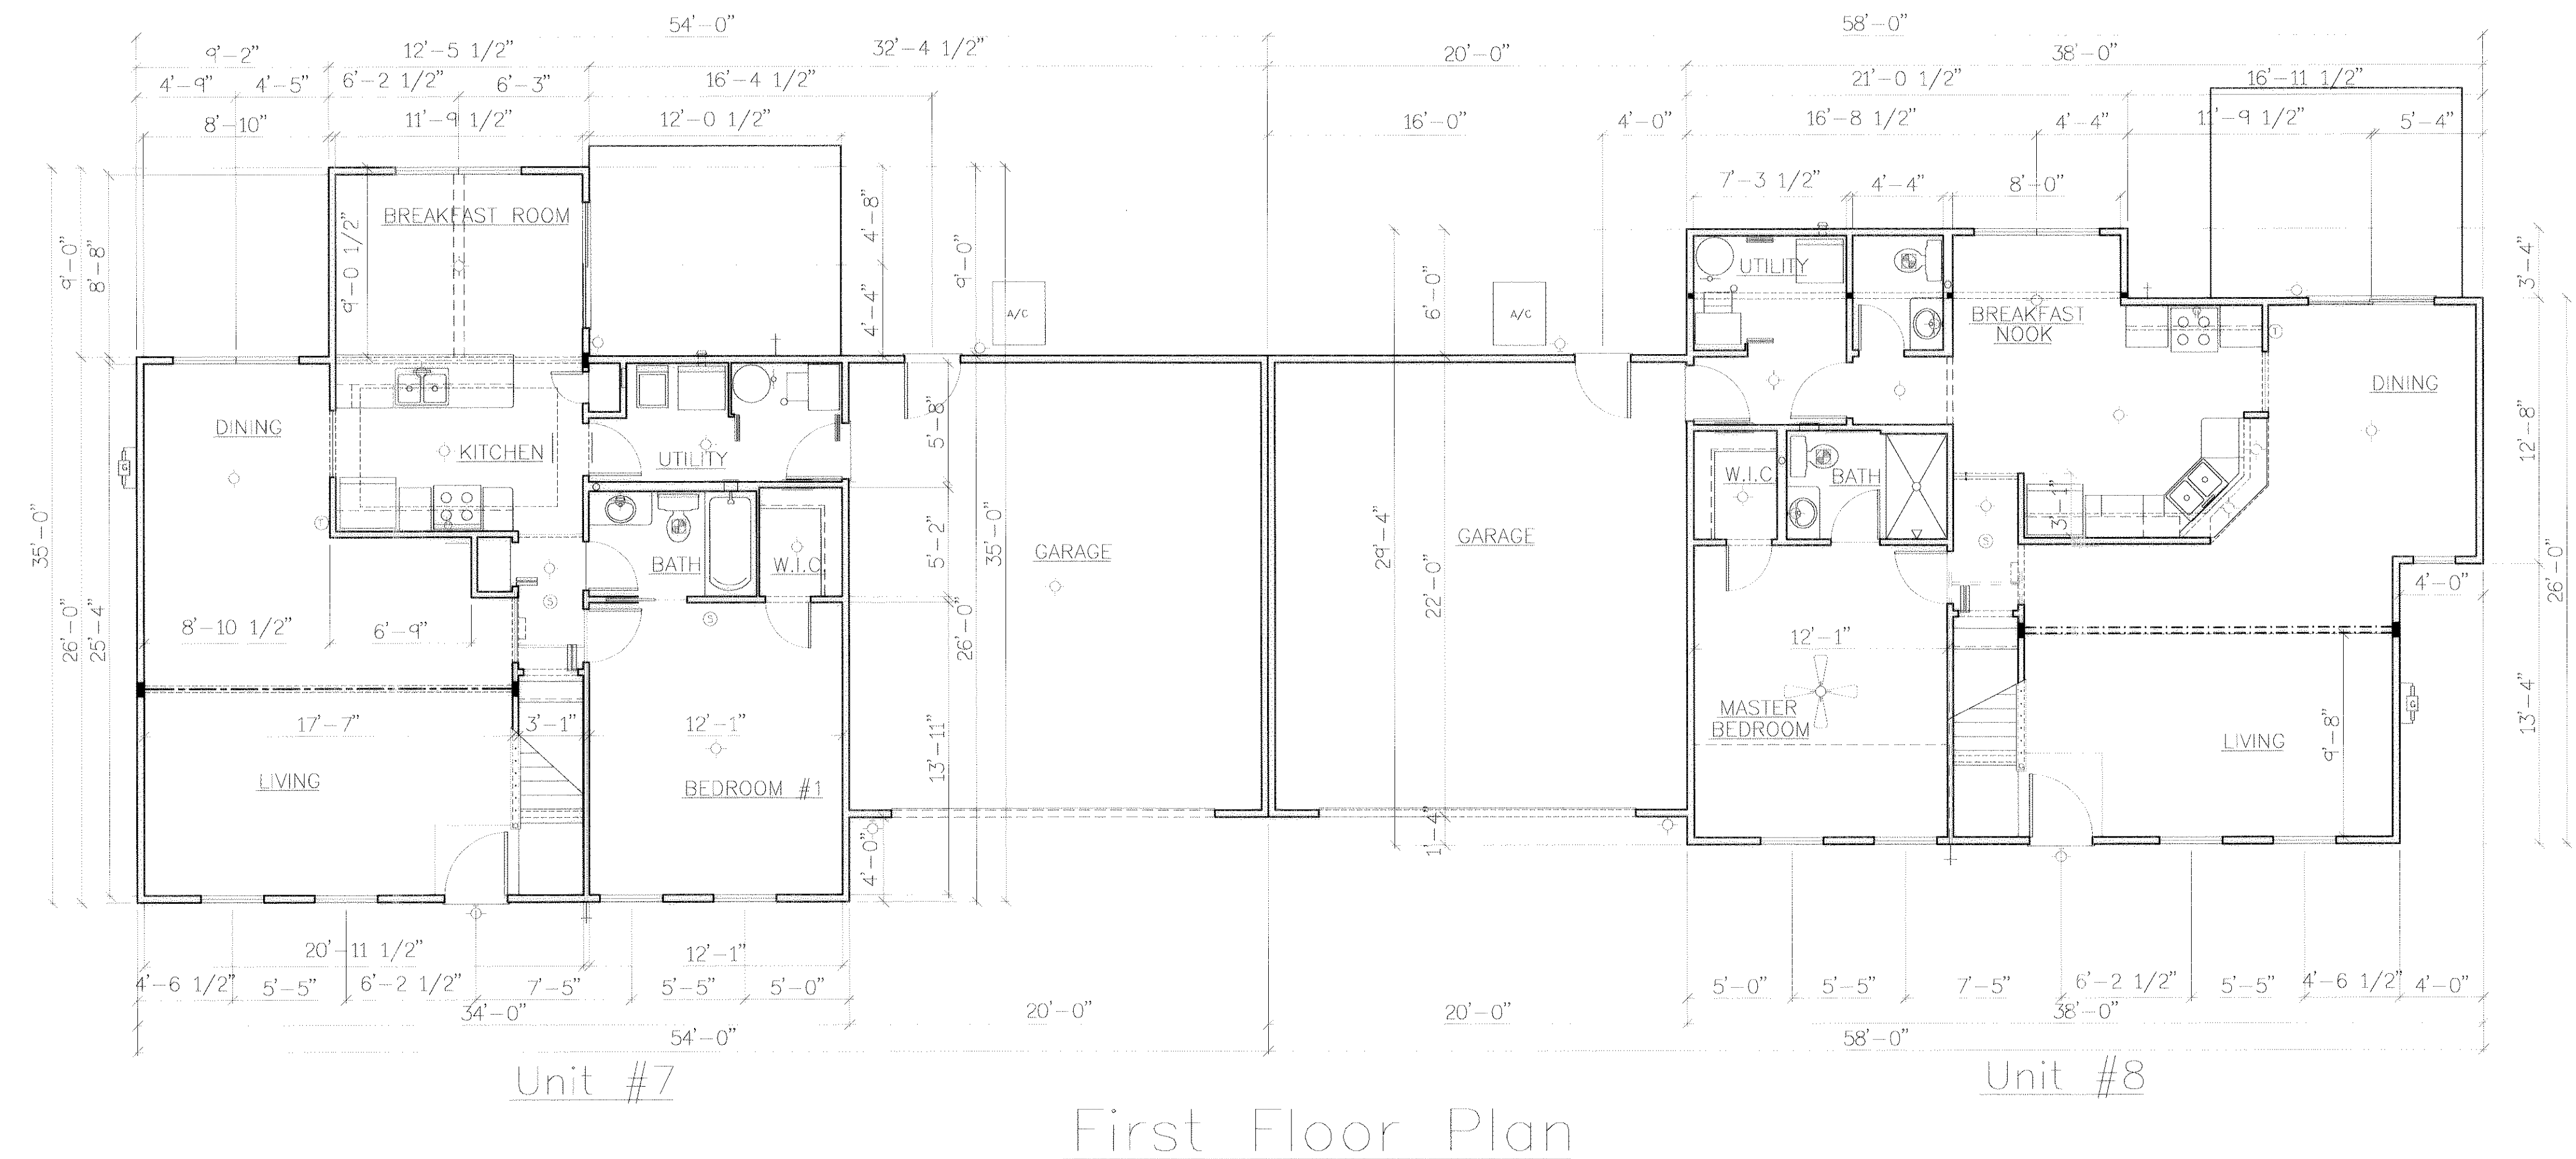 54'-0"
58'-0"
9'-2"
12'-5 1/2"
32'-4 1/2"
20'-0"
38'-0"
4'-9"
4'-5"
6'-2 1/2"
6'-3"
16'-4 1/2"
21'-0 1/2"
16'-11 1/2"
8'-10"
11'-9 1/2"
12'-0 1/2"
16'-0"
4'-0"
16'-8 1/2"
4'-4"
11'-9 1/2"
5'-4"
7'-3 1/2"
4'-4"
8'-0"
BREAKFAST ROOM
9'-0 1/2"
4'-8"
4'-4"
9'-0"
9'-0"
8'-8"
A/C
A/C
6'-0"
UTILITY
BREAKFAST
NOOK
T
3'-4"
DINING
DINING
KITCHEN
UTILITY
5'-8"
G
T
BATH
W.I.C
5'-2"
35'-0"
GARAGE
29'-4"
22'-0"
GARAGE
W.I.C
BATH
S
3'-1"
12'-8"
4'-0"
26'-0"
35'-0"
26'-0"
25'-4"
8'-10 1/2"
6'-9"
S
S
26'-0"
12'-1"
17'-7"
3'-1"
12'-1"
13'-11"
MASTER
BEDROOM
LIVING
9'-8"
G
13'-4"
LIVING
BEDROOM #1
4'-0"
1'-4"
20'-11 1/2"
12'-1"
4'-6 1/2"
5'-5"
6'-2 1/2"
7'-5"
5'-5"
5'-0"
5'-0"
5'-5"
7'-5"
6'-2 1/2"
5'-5"
4'-6 1/2"
4'-0"
34'-0"
20'-0"
20'-0"
38'-0"
54'-0"
58'-0"
Unit #7
Unit #8
First Floor Plan